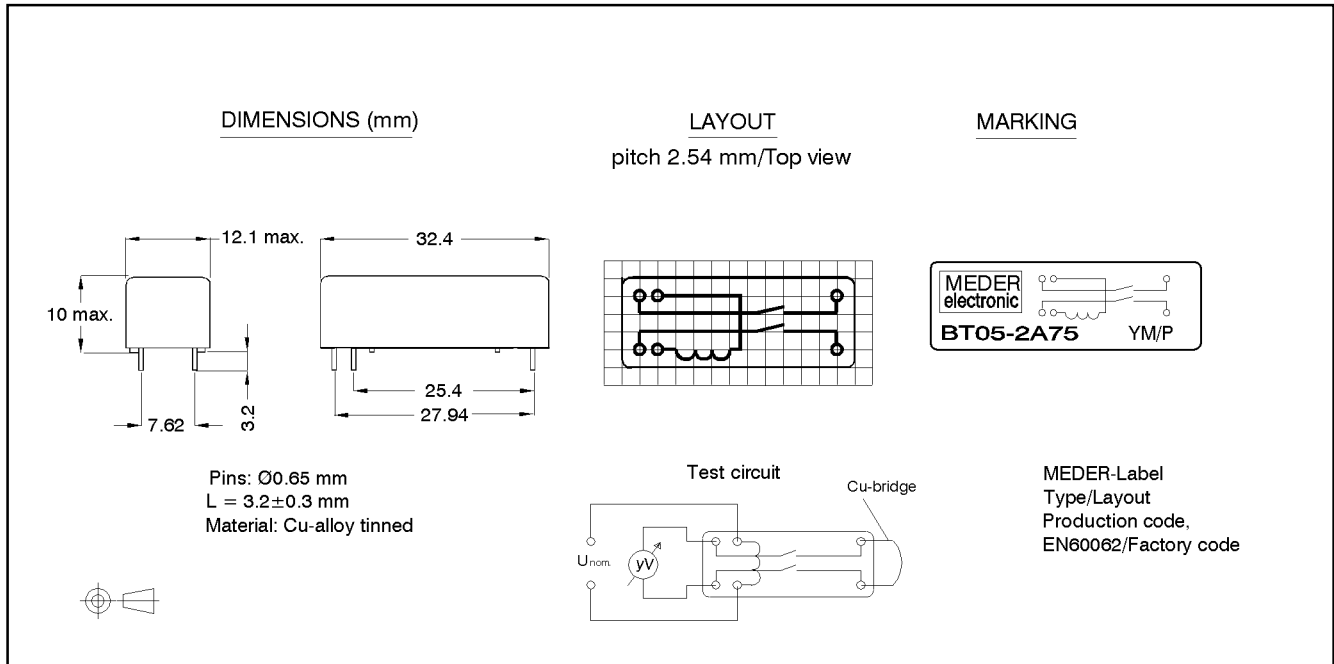 DIMENSIONS (mm)
LAYOUT
pitch 2.54 mm/Top view
MARKING
12.1 max.
32.4
10 max.
25.4
27.94
7.62
3.2
MEDER
electronic
BT05-2A75 YM/P
Pins: Ø0.65 mm
L = 3.2±0.3 mm
Material: Cu-alloy tinned
Test circuit
Cu-bridge
Unom.
yV
MEDER-Label
Type/Layout
Production code,
EN60062/Factory code